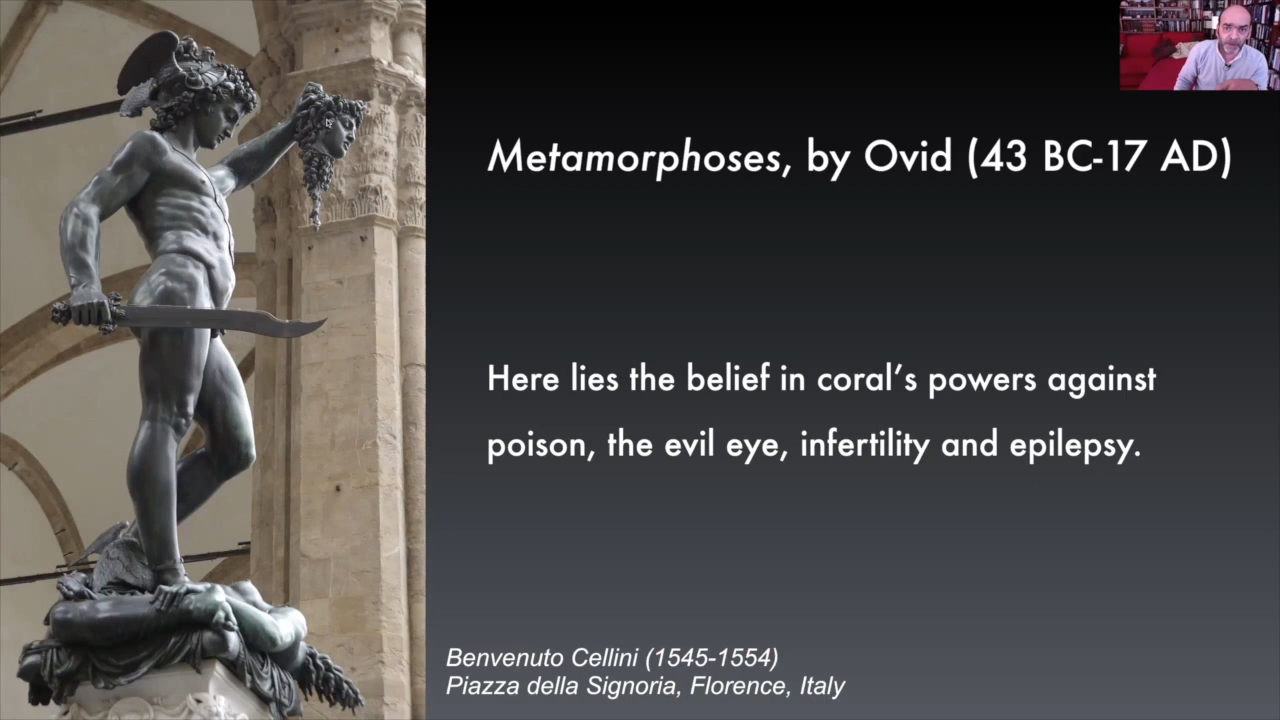 Metamorphoses, by Ovid (43 BC-17 AD)
Here lies the belief in coral’s powers against
poison, the evil eye, infertility and epilepsy.
Benvenuto Cellini (1545-1554)
Piazza della Signoria, Florence, Italy